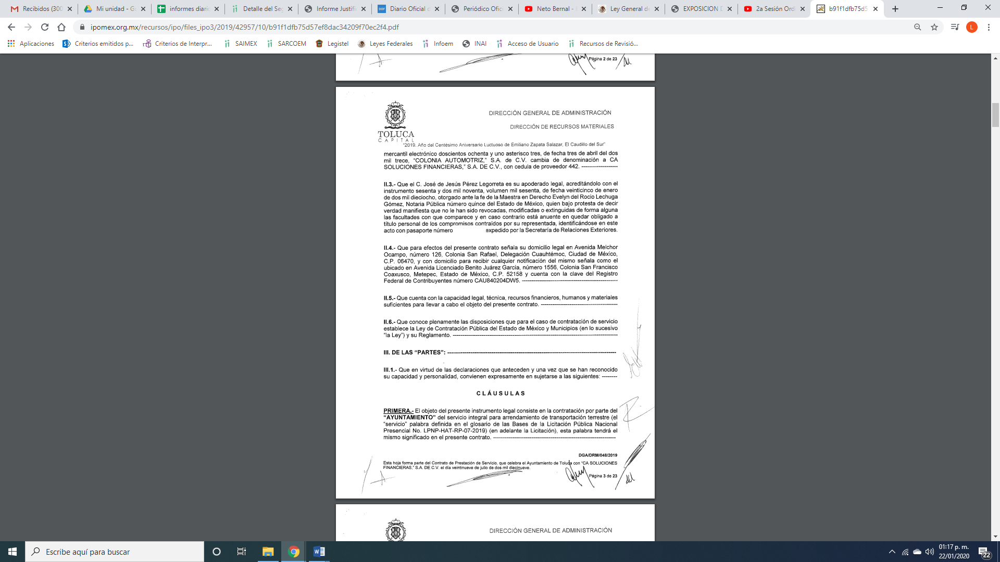 Recibidos (300
Mi unidad - Go
informes diario
Detalle del Seg
Informe Justifi
Diario Oficial d
Periódico Ofici
Neto Bernal - 
Ley General de
EXPOSICION D
2a Sesión Ordi
b91f1dfb75d5
ipomex.org.mx/recursos/ipo/files_ipo3/2019/42957/10/b91f1dfb75d57ef8dac34209f70ec2f4.pdf
L
Aplicaciones
Criterios emitidos p...
Criterios de Interpr...
SAIMEX
SARCOEM
Legistel
Leyes Federales
Infoem
INAI
Acceso de Usuario
Recursos de Revisió...
Página 2 de 23
DIRECCIÓN GENERAL DE ADMINISTRACIÓN
DIRECCIÓN DE RECURSOS MATERIALES
TOLUCA
CAPITAL
"2019. Año del Centésimo Aniversario Luctuoso de Emiliano Zapata Salazar, El Caudillo del Sur"
mercantil electrónico doscientos ochenta y uno asterisco tres, de fecha tres de abril del dos
mil trece, "COLONIA AUTOMOTRIZ," S.A. de C.V. cambia de denominación a CA
SOLUCIONES FINANCIERAS," S.A. DE C.V., con cedula de proveedor 442. -------------------
II.3.- Que el C. José de Jesús Pérez Legorreta es su apoderado legal, acreditándolo con el
instrumento sesenta y dos mil noventa, volumen mil sesenta, de fecha veinticinco de enero
de dos mil dieciocho, otorgado ante la fe de la Maestra en Derecho Evelyn del Rocio Lechuga
Gómez, Notaria Pública número quince del Estado de México, quien bajo protesta de decir
verdad manifiesta que no le han sido revocadas, modificadas o extinguidas de forma alguna
las facultades con que comparece y en caso contrario está anuente en quedar obligado a
título personal de los compromisos contraídos por su representada, identificándose en este
acto con pasaporte número expedido por la Secretaría de Relaciones Exteriores.
II.4.- Que para efectos del presente contrato señala su domicilio legal en Avenida Melchor
Ocampo, número 126, Colonia San Rafael, Delegación Cuauhtémoc, Ciudad de México,
C.P. 06470, y con domicilio para recibir cualquier notificación del mismo señala como el
ubicado en Avenida Licenciado Benito Juárez García, número 1556, Colonia San Francisco
Coaxusco, Metepec, Estado de México, C.P. 52158 y cuenta con la clave del Registro
Federal de Contribuyentes número CAU840204DW5. --------------------------------------------------
II.5.- Que cuenta con la capacidad legal, técnica, recursos financieros, humanos y materiales
suficientes para llevar a cabo el objeto del presente contrato. ----------------------------------------
II.6.- Que conoce plenamente las disposiciones que para el caso de contratación de servicio
establece la Ley de Contratación Pública del Estado de México y Municipios (en lo sucesivo
"la Ley") y su Reglamento. --------------------------------------------------------------------------------------
III. DE LAS "PARTES": ----------------------------------------------------------------------------------------
III.1.- Que en virtud de las declaraciones que anteceden y una vez que se han reconocido
su capacidad y personalidad, convienen expresamente en sujetarse a las siguientes: --------
C L Á U S U L A S
PRIMERA.- El objeto del presente instrumento legal consiste en la contratación por parte del
"AYUNTAMIENTO" del servicio integral para arrendamiento de transportación terrestre (el
"servicio" palabra definida en el glosario de las Bases de la Licitación Pública Nacional
Presencial No. LPNP-HAT-RP-07-2019) (en adelante la Licitación), esta palabra tendrá el
mismo significado en el presente contrato. ----------------------------------------------------------------
DGA/DRM/048/2019
Esta hoja forma parte del Contrato de Prestación de Servicio, que celebra el Ayuntamiento de Toluca con "CA SOLUCIONES
FINANCIERAS," S.A. DE C.V. el día veintinueve de julio de dos mil diecinueve.
Página 3 de 23
DIRECCIÓN GENERAL DE ADMINISTRACIÓN
Escribe aquí para buscar
01:17 p. m.
22/01/2020
22